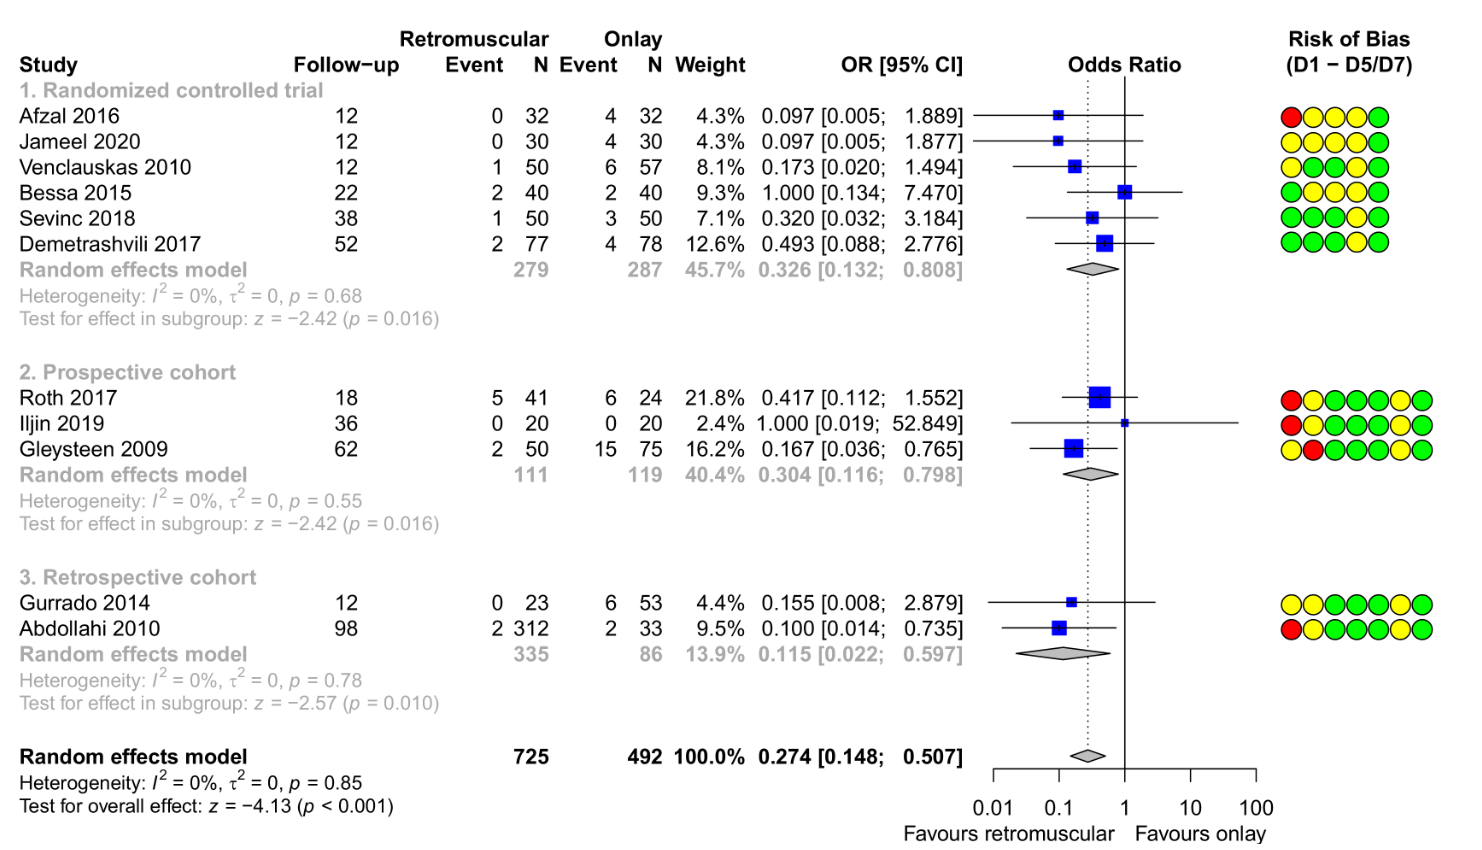 Retromuscular Onlay Risk of Bias
Study Follow−up Event N Event N Weight OR [95% CI] Odds Ratio (D1 − D5/D7)
1. Randomized controlled trial
Afzal 2016 12 0 32 4 32 4.3% 0.097 [0.005; 1.889]
Jameel 2020 12 0 30 4 30 4.3% 0.097 [0.005; 1.877]
Venclauskas 2010 12 1 50 6 57 8.1% 0.173 [0.020; 1.494]
Bessa 2015 22 2 40 2 40 9.3% 1.000 [0.134; 7.470]
Sevinc 2018 38 1 50 3 50 7.1% 0.320 [0.032; 3.184]
Demetrashvili 2017 52 2 77 4 78 12.6% 0.493 [0.088; 2.776]
Random effects model 279 287 45.7% 0.326 [0.132; 0.808]
Heterogeneity: I² = 0%, τ² = 0, p = 0.68
Test for effect in subgroup: z = −2.42 (p = 0.016)
2. Prospective cohort
Roth 2017 18 5 41 6 24 21.8% 0.417 [0.112; 1.552]
Iljin 2019 36 0 20 0 20 2.4% 1.000 [0.019; 52.849]
Gleysteen 2009 62 2 50 15 75 16.2% 0.167 [0.036; 0.765]
Random effects model 111 119 40.4% 0.304 [0.116; 0.798]
Heterogeneity: I² = 0%, τ² = 0, p = 0.55
Test for effect in subgroup: z = −2.42 (p = 0.016)
3. Retrospective cohort
Gurrado 2014 12 0 23 6 53 4.4% 0.155 [0.008; 2.879]
Abdollahi 2010 98 2 312 2 33 9.5% 0.100 [0.014; 0.735]
Random effects model 335 86 13.9% 0.115 [0.022; 0.597]
Heterogeneity: I² = 0%, τ² = 0, p = 0.78
Test for effect in subgroup: z = −2.57 (p = 0.010)
Random effects model 725 492 100.0% 0.274 [0.148; 0.507]
Heterogeneity: I² = 0%, τ² = 0, p = 0.85
Test for overall effect: z = −4.13 (p < 0.001)
0.01 0.1 1 10 100
Favours retromuscular Favours onlay